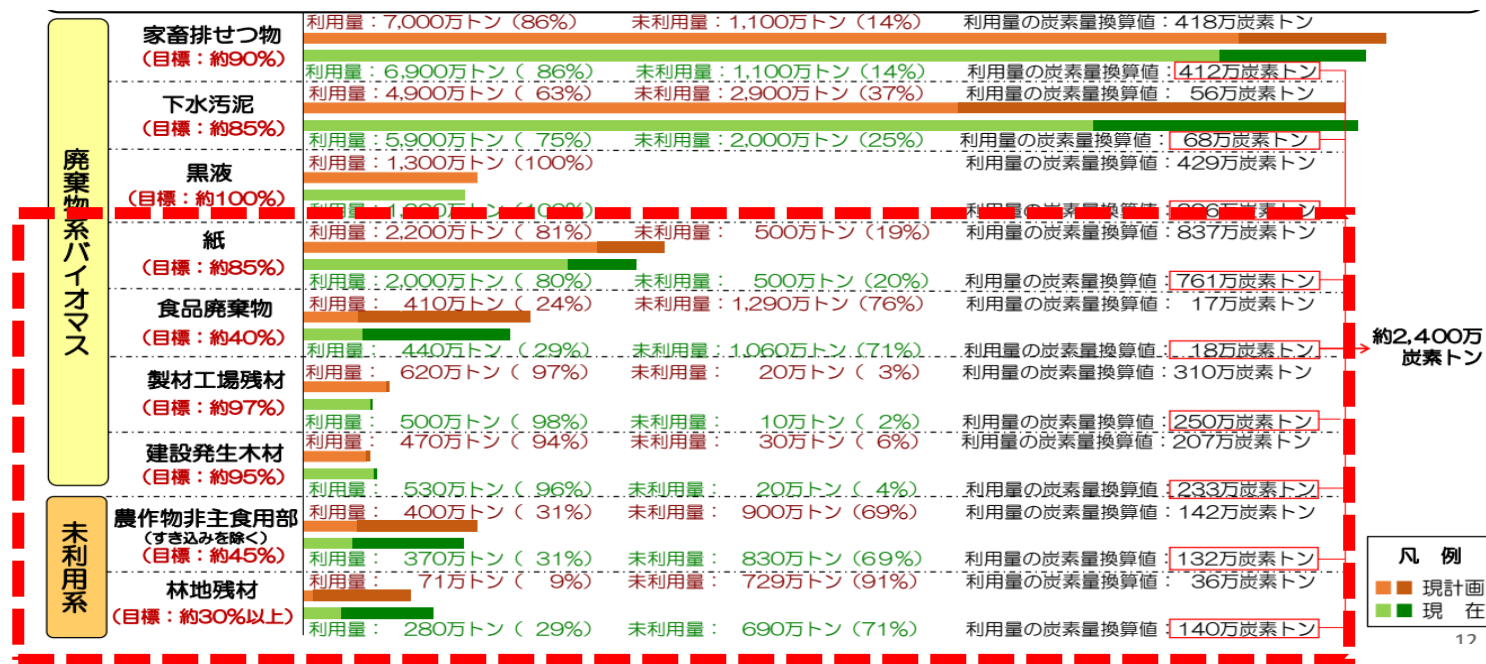 廃棄物系バイオマス
家畜排せつ物
(目標：約90%)
利用量：7,000万トン (86%) 未利用量：1,100万トン (14%) 利用量の炭素量換算値：418万炭素トン
利用量：6,900万トン ( 86%) 未利用量：1,100万トン (14%) 利用量の炭素量換算値：412万炭素トン
下水汚泥
(目標：約85%)
利用量：4,900万トン ( 63%) 未利用量：2,900万トン (37%) 利用量の炭素量換算値： 56万炭素トン
利用量：5,900万トン ( 75%) 未利用量：2,000万トン (25%) 利用量の炭素量換算値： 68万炭素トン
黒液
(目標：約100%)
利用量：1,300万トン (100%) 利用量の炭素量換算値：429万炭素トン
利用量： 万トン 利用量の炭素量換算値： 万炭素トン
紙
(目標：約85%)
利用量：2,200万トン ( 81%) 未利用量： 500万トン (19%) 利用量の炭素量換算値：837万炭素トン
利用量：2,000万トン ( 80%) 未利用量： 500万トン (20%) 利用量の炭素量換算値：761万炭素トン
食品廃棄物
(目標：約40%)
利用量： 410万トン ( 24%) 未利用量：1,290万トン (76%) 利用量の炭素量換算値： 17万炭素トン
利用量： 440万トン ( 29%) 未利用量：1,060万トン (71%) 利用量の炭素量換算値： 18万炭素トン
約2,400万
炭素トン
製材工場残材
(目標：約97%)
利用量： 620万トン ( 97%) 未利用量： 20万トン ( 3%) 利用量の炭素量換算値：310万炭素トン
利用量： 500万トン ( 98%) 未利用量： 10万トン ( 2%) 利用量の炭素量換算値：250万炭素トン
建設発生木材
(目標：約95%)
利用量： 470万トン ( 94%) 未利用量： 30万トン ( 6%) 利用量の炭素量換算値：207万炭素トン
利用量： 530万トン ( 96%) 未利用量： 20万トン ( 4%) 利用量の炭素量換算値：233万炭素トン
未利用系
農作物非主食用部
(すき込みを除く)
(目標：約45%)
利用量： 400万トン ( 31%) 未利用量： 900万トン (69%) 利用量の炭素量換算値：142万炭素トン
利用量： 370万トン ( 31%) 未利用量： 830万トン (69%) 利用量の炭素量換算値：132万炭素トン
林地残材
(目標：約30%以上)
利用量： 71万トン ( 9%) 未利用量： 729万トン (91%) 利用量の炭素量換算値： 36万炭素トン
利用量： 280万トン ( 29%) 未利用量： 690万トン (71%) 利用量の炭素量換算値：140万炭素トン
凡 例
現計画
現 在
12